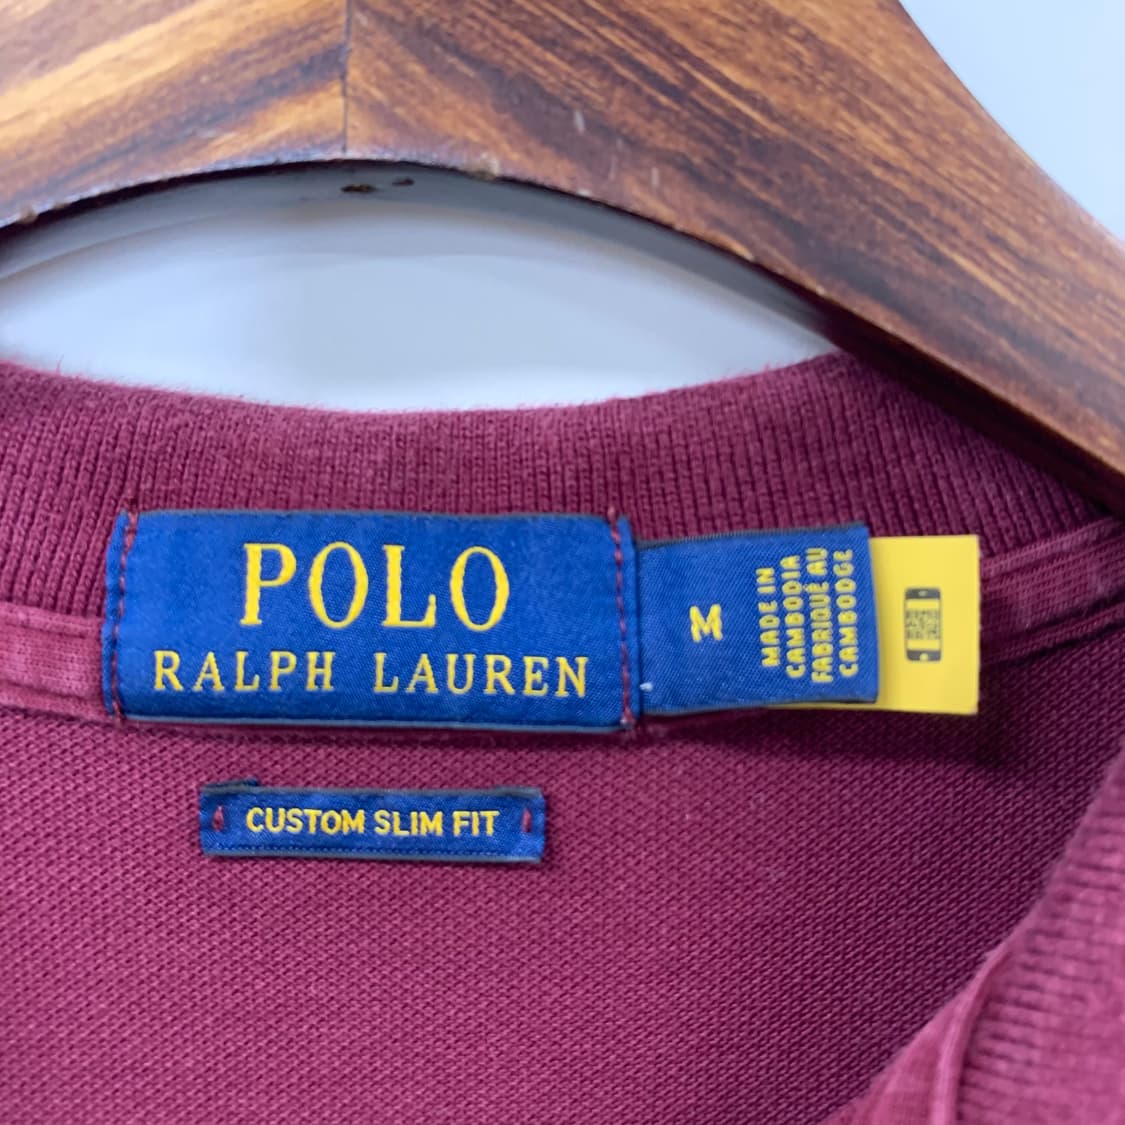 POLO
RALPH LAUREN
M
MADE IN
CAMBODIA
FABRIQUÉ AU
CAMBODGE
CUSTOM SLIM FIT